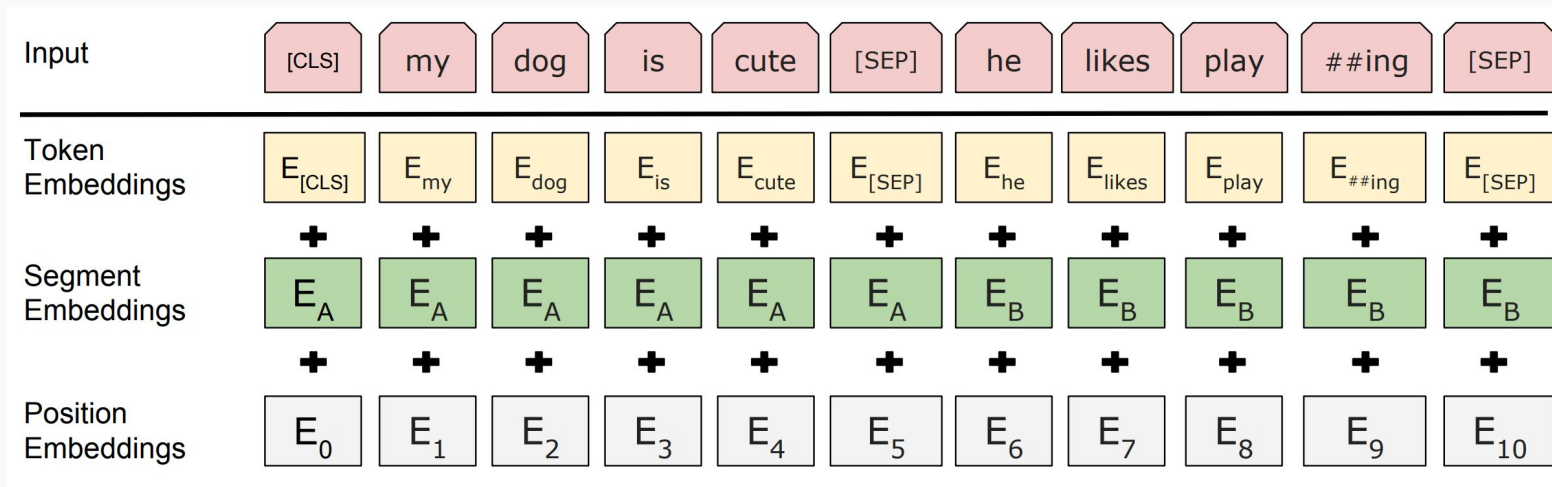 Input [CLS] my dog is cute [SEP] he likes play ##ing [SEP]
Token Embeddings E[CLS] Emy Edog Eis Ecute E[SEP] Ehe Elikes Eplay E##ing E[SEP]
+ + + + + + + + + + +
Segment Embeddings EA EA EA EA EA EA EB EB EB EB EB
+ + + + + + + + + + +
Position Embeddings E0 E1 E2 E3 E4 E5 E6 E7 E8 E9 E10